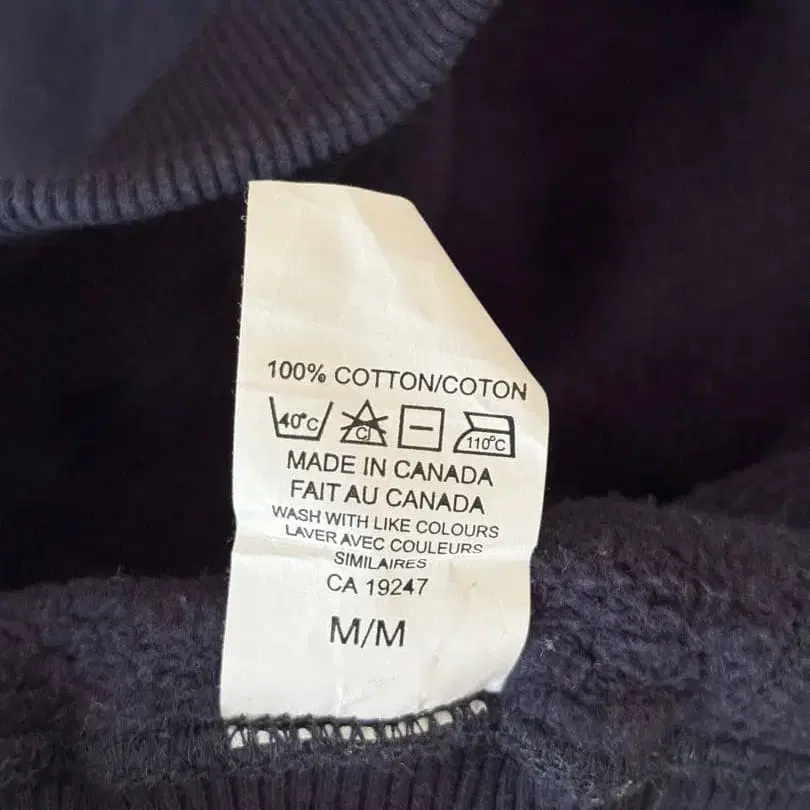 100% COTTON/COTON
40°C CL 110°C
MADE IN CANADA
FAIT AU CANADA
WASH WITH LIKE COLOURS
LAVER AVEC COULEURS
SIMILAIRES
CA 19247
M/M